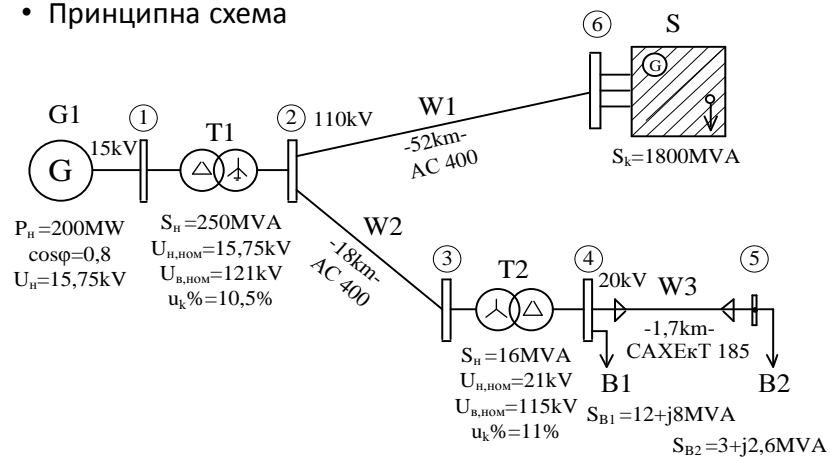 • Принципна схема
6
S
G
G1
1
T1
2
110kV
W1
15kV
-52km-
AC 400
S_k=1800MVA
G
P_н=200MW
cosφ=0,8
U_н=15,75kV
S_н=250MVA
U_н,ном=15,75kV
U_в,ном=121kV
u_k%=10,5%
W2
-18km-
AC 400
3
T2
4
20kV
W3
5
-1,7km-
САХЕкТ 185
S_н=16MVA
U_н,ном=21kV
U_в,ном=115kV
u_k%=11%
B1
B2
S_B1=12+j8MVA
S_B2=3+j2,6MVA